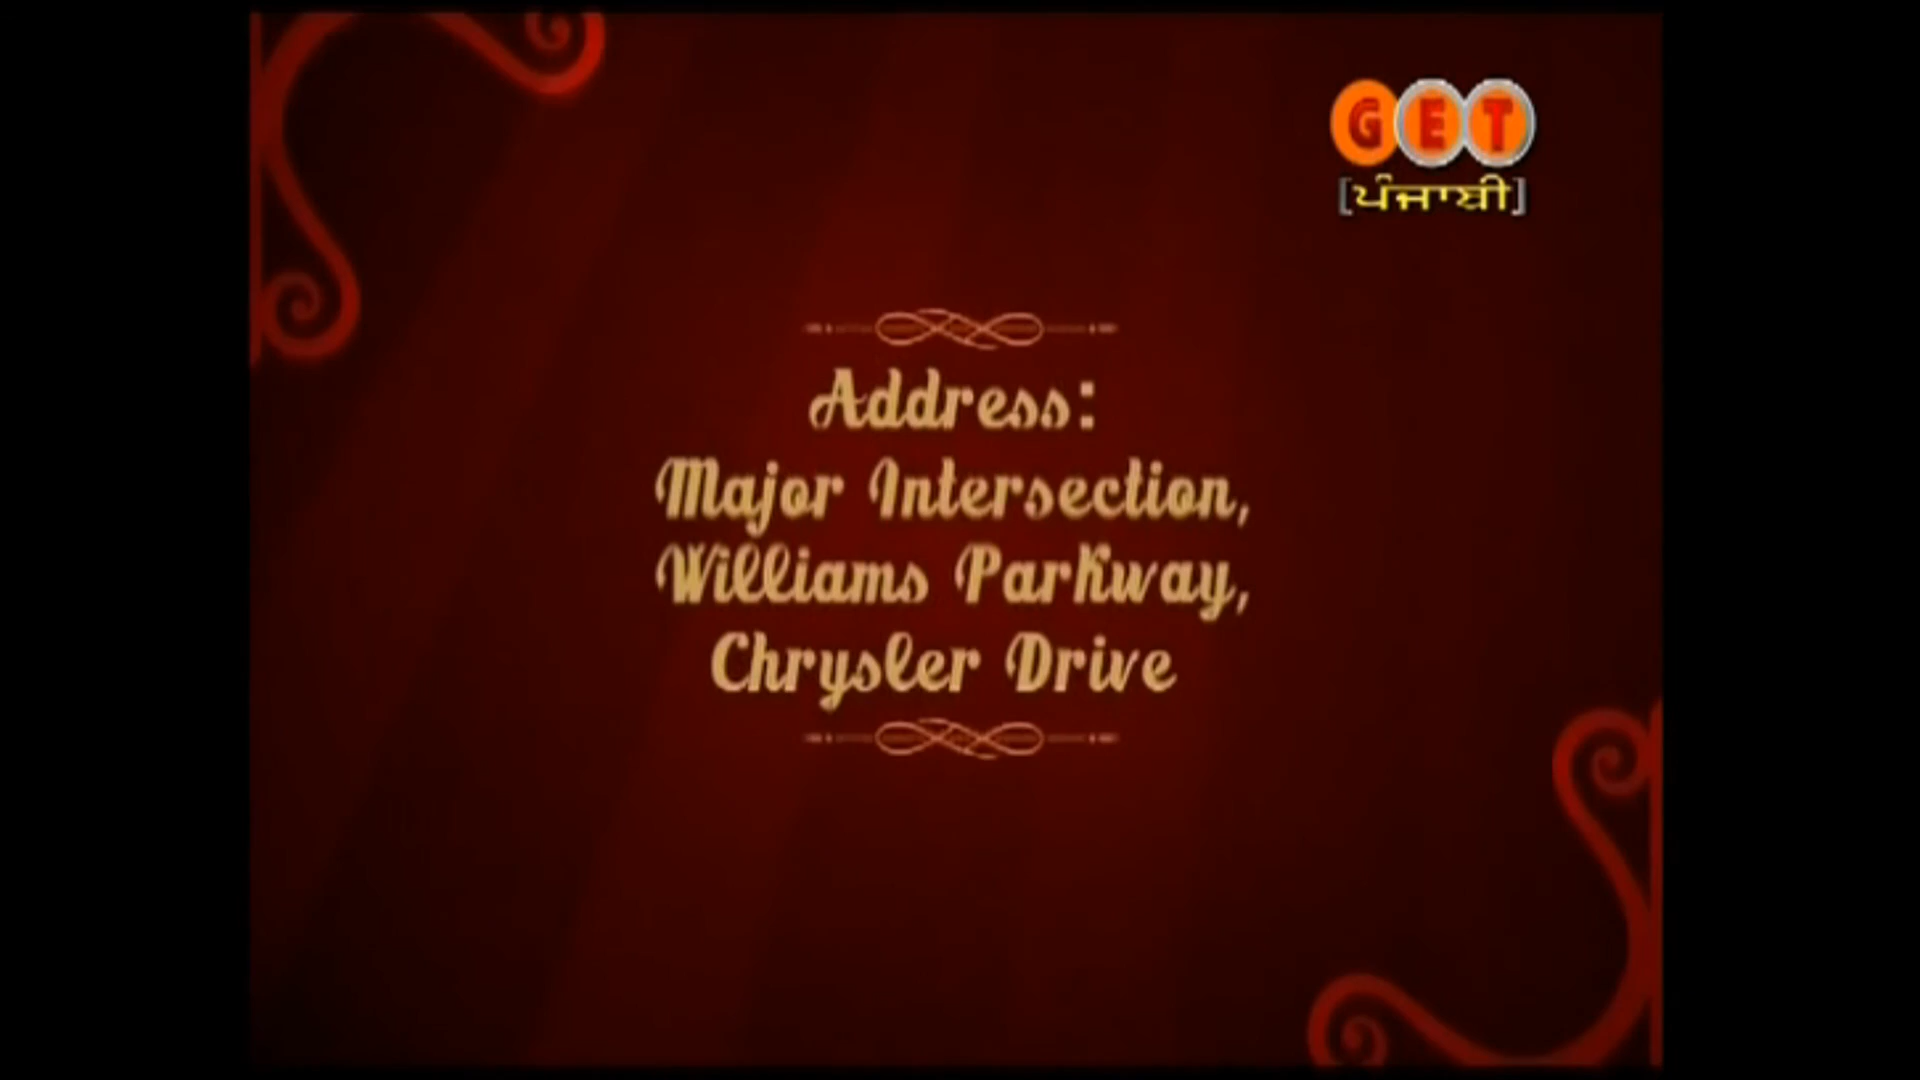 GET
[ਪੰਜਾਬੀ]
Address:
Major Intersection,
Williams Parkway,
Chrysler Drive